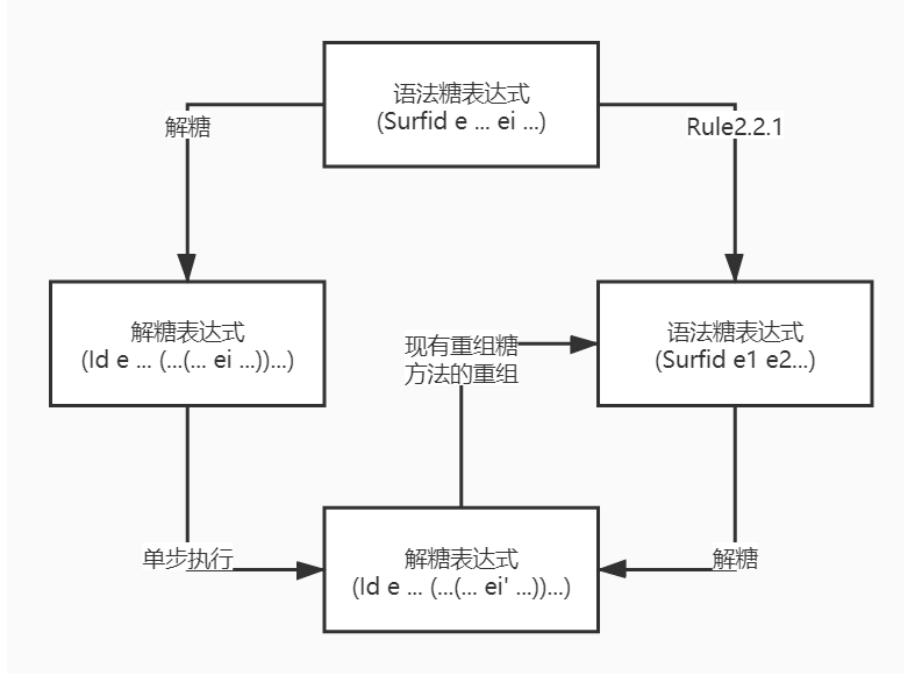 语法糖表达式
(Surfid e ... ei ...)
解糖
Rule2.2.1
解糖表达式
(Id e ... (...(... ei ...))...)
现有重组糖
方法的重组
语法糖表达式
(Surfid e1 e2...)
单步执行
解糖表达式
(Id e ... (...(... ei' ...))...)
解糖